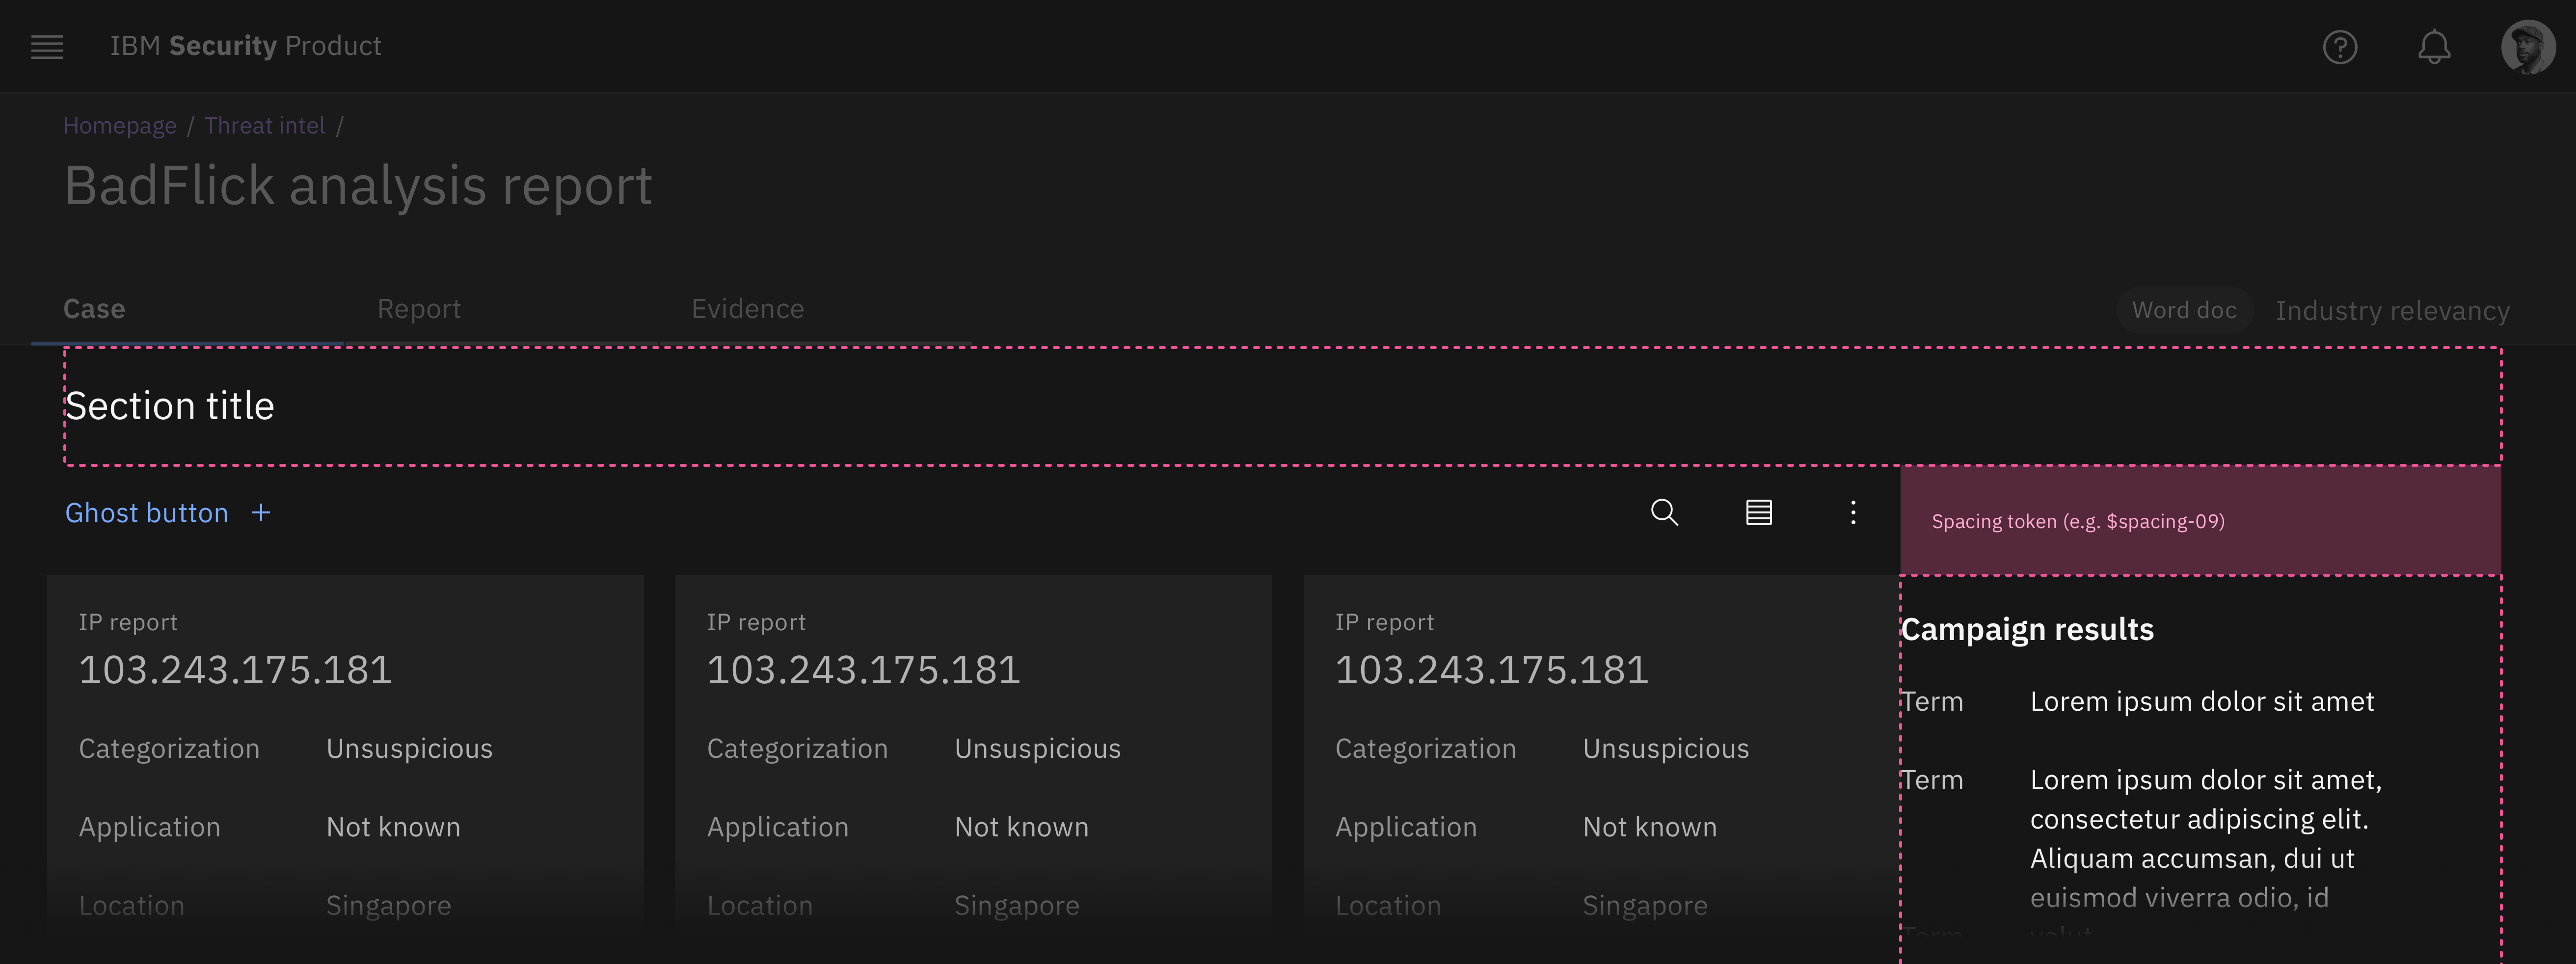 IBM Security Product
Homepage / Threat intel /
BadFlick analysis report
Case
Report
Evidence
Word doc
Industry relevancy
Section title
Ghost button +
Spacing token (e.g. $spacing-09)
IP report
103.243.175.181
Categorization Unsuspicious
Application Not known
Location Singapore
IP report
103.243.175.181
Categorization Unsuspicious
Application Not known
Location Singapore
IP report
103.243.175.181
Categorization Unsuspicious
Application Not known
Location Singapore
Campaign results
Term Lorem ipsum dolor sit amet
Term Lorem ipsum dolor sit amet,
consectetur adipiscing elit.
Aliquam accumsan, dui ut
euismod viverra odio, id
Term